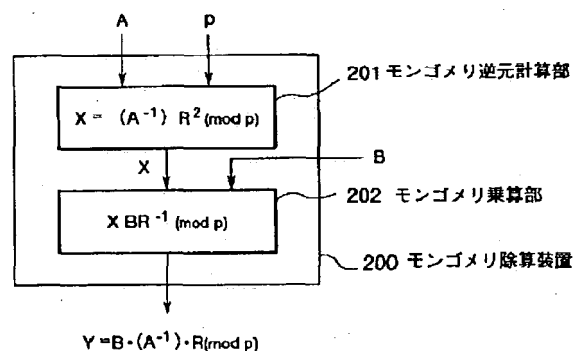 A
p
201 モンゴメリ逆元計算部
X = (A⁻¹) R² (mod p)
X
B
202 モンゴメリ乗算部
X BR⁻¹ (mod p)
200 モンゴメリ除算装置
Y = B・(A⁻¹)・R(mod p)